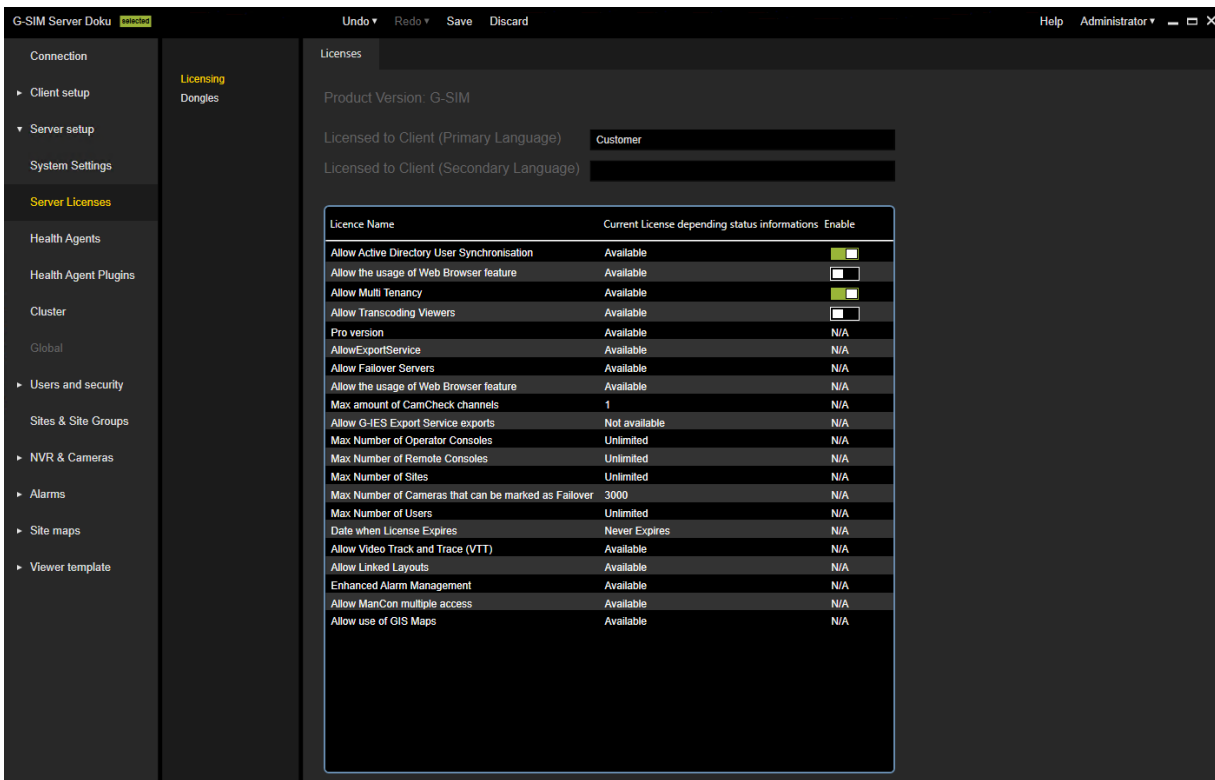 G-SIM Server Doku selected Undo Redo Save Discard Help Administrator
Connection
Client setup
Server setup
System Settings
Server Licenses
Health Agents
Health Agent Plugins
Cluster
Global
Users and security
Sites & Site Groups
NVR & Cameras
Alarms
Site maps
Viewer template
Licensing
Dongles
Licenses
Product Version: G-SIM
Licensed to Client (Primary Language) Customer
Licensed to Client (Secondary Language)
Licence Name Current License depending status informations Enable
Allow Active Directory User Synchronisation Available
Allow the usage of Web Browser feature Available
Allow Multi Tenancy Available
Allow Transcoding Viewers Available
Pro version Available N/A
AllowExportService Available N/A
Allow Failover Servers Available N/A
Allow the usage of Web Browser feature Available N/A
Max amount of CamCheck channels 1 N/A
Allow G-IES Export Service exports Not available N/A
Max Number of Operator Consoles Unlimited N/A
Max Number of Remote Consoles Unlimited N/A
Max Number of Sites Unlimited N/A
Max Number of Cameras that can be marked as Failover 3000 N/A
Max Number of Users Unlimited N/A
Date when License Expires Never Expires N/A
Allow Video Track and Trace (VTT) Available N/A
Allow Linked Layouts Available N/A
Enhanced Alarm Management Available N/A
Allow ManCon multiple access Available N/A
Allow use of GIS Maps Available N/A